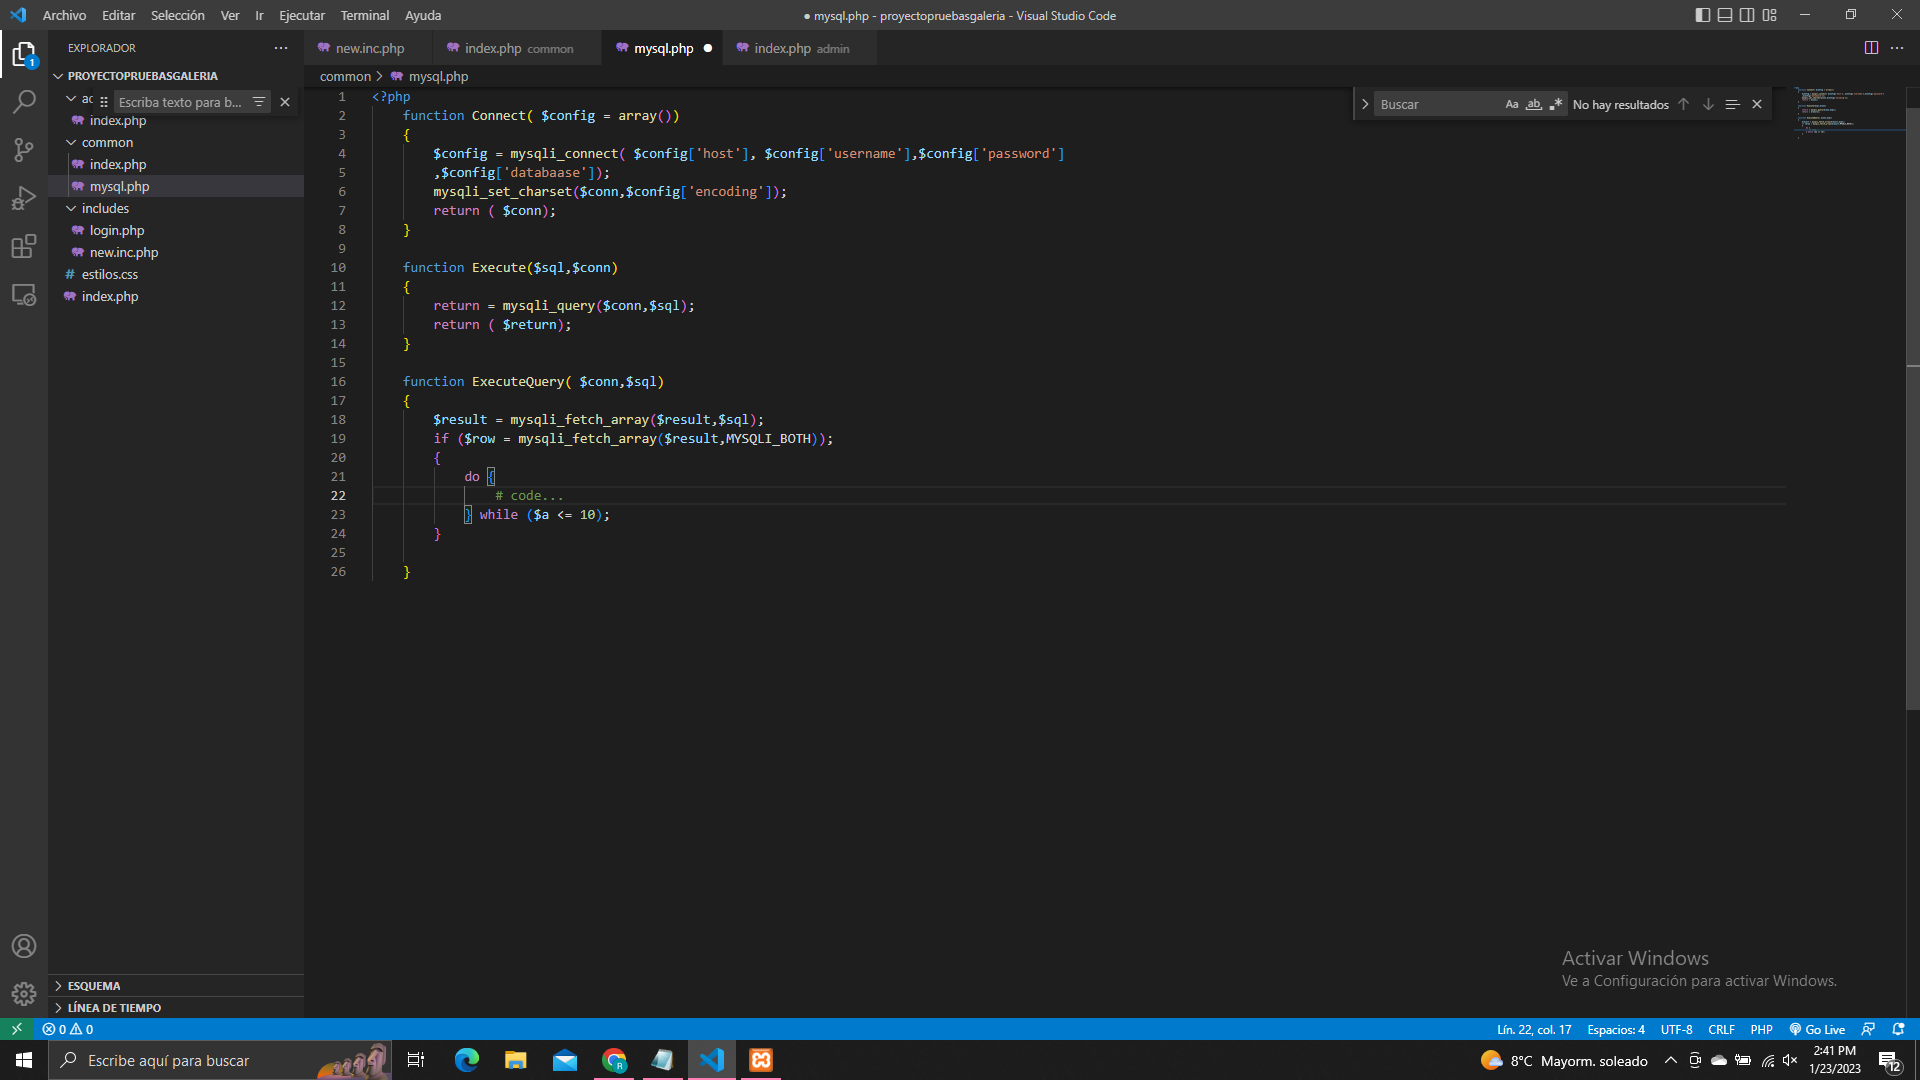 Archivo Editar Selección Ver Ir Ejecutar Terminal Ayuda
● mysql.php - proyectopruebasgaleria - Visual Studio Code
EXPLORADOR
new.inc.php
index.php common
mysql.php
index.php admin
PROYECTOPRUEBASGALERIA
common > mysql.php
Escriba texto para b...
index.php
common
index.php
mysql.php
includes
login.php
new.inc.php
# estilos.css
index.php
Buscar
Aa ab .*
No hay resultados
1 <?php
2 function Connect( $config = array())
3 {
4 $config = mysqli_connect( $config['host'], $config['username'],$config['password']
5 ,$config['databaase']);
6 mysqli_set_charset($conn,$config['encoding']);
7 return ( $conn);
8 }
9
10 function Execute($sql,$conn)
11 {
12 return = mysqli_query($conn,$sql);
13 return ( $return);
14 }
15
16 function ExecuteQuery( $conn,$sql)
17 {
18 $result = mysqli_fetch_array($result,$sql);
19 if ($row = mysqli_fetch_array($result,MYSQLI_BOTH));
20 {
21 do {
22 # code...
23 } while ($a <= 10);
24 }
25
26 }
Activar Windows
Ve a Configuración para activar Windows.
1
ESQUEMA
LÍNEA DE TIEMPO
0 0
Lín. 22, col. 17 Espacios: 4 UTF-8 CRLF PHP Go Live
Escribe aquí para buscar
R
8°C Mayorm. soleado
2:41 PM
1/23/2023
12